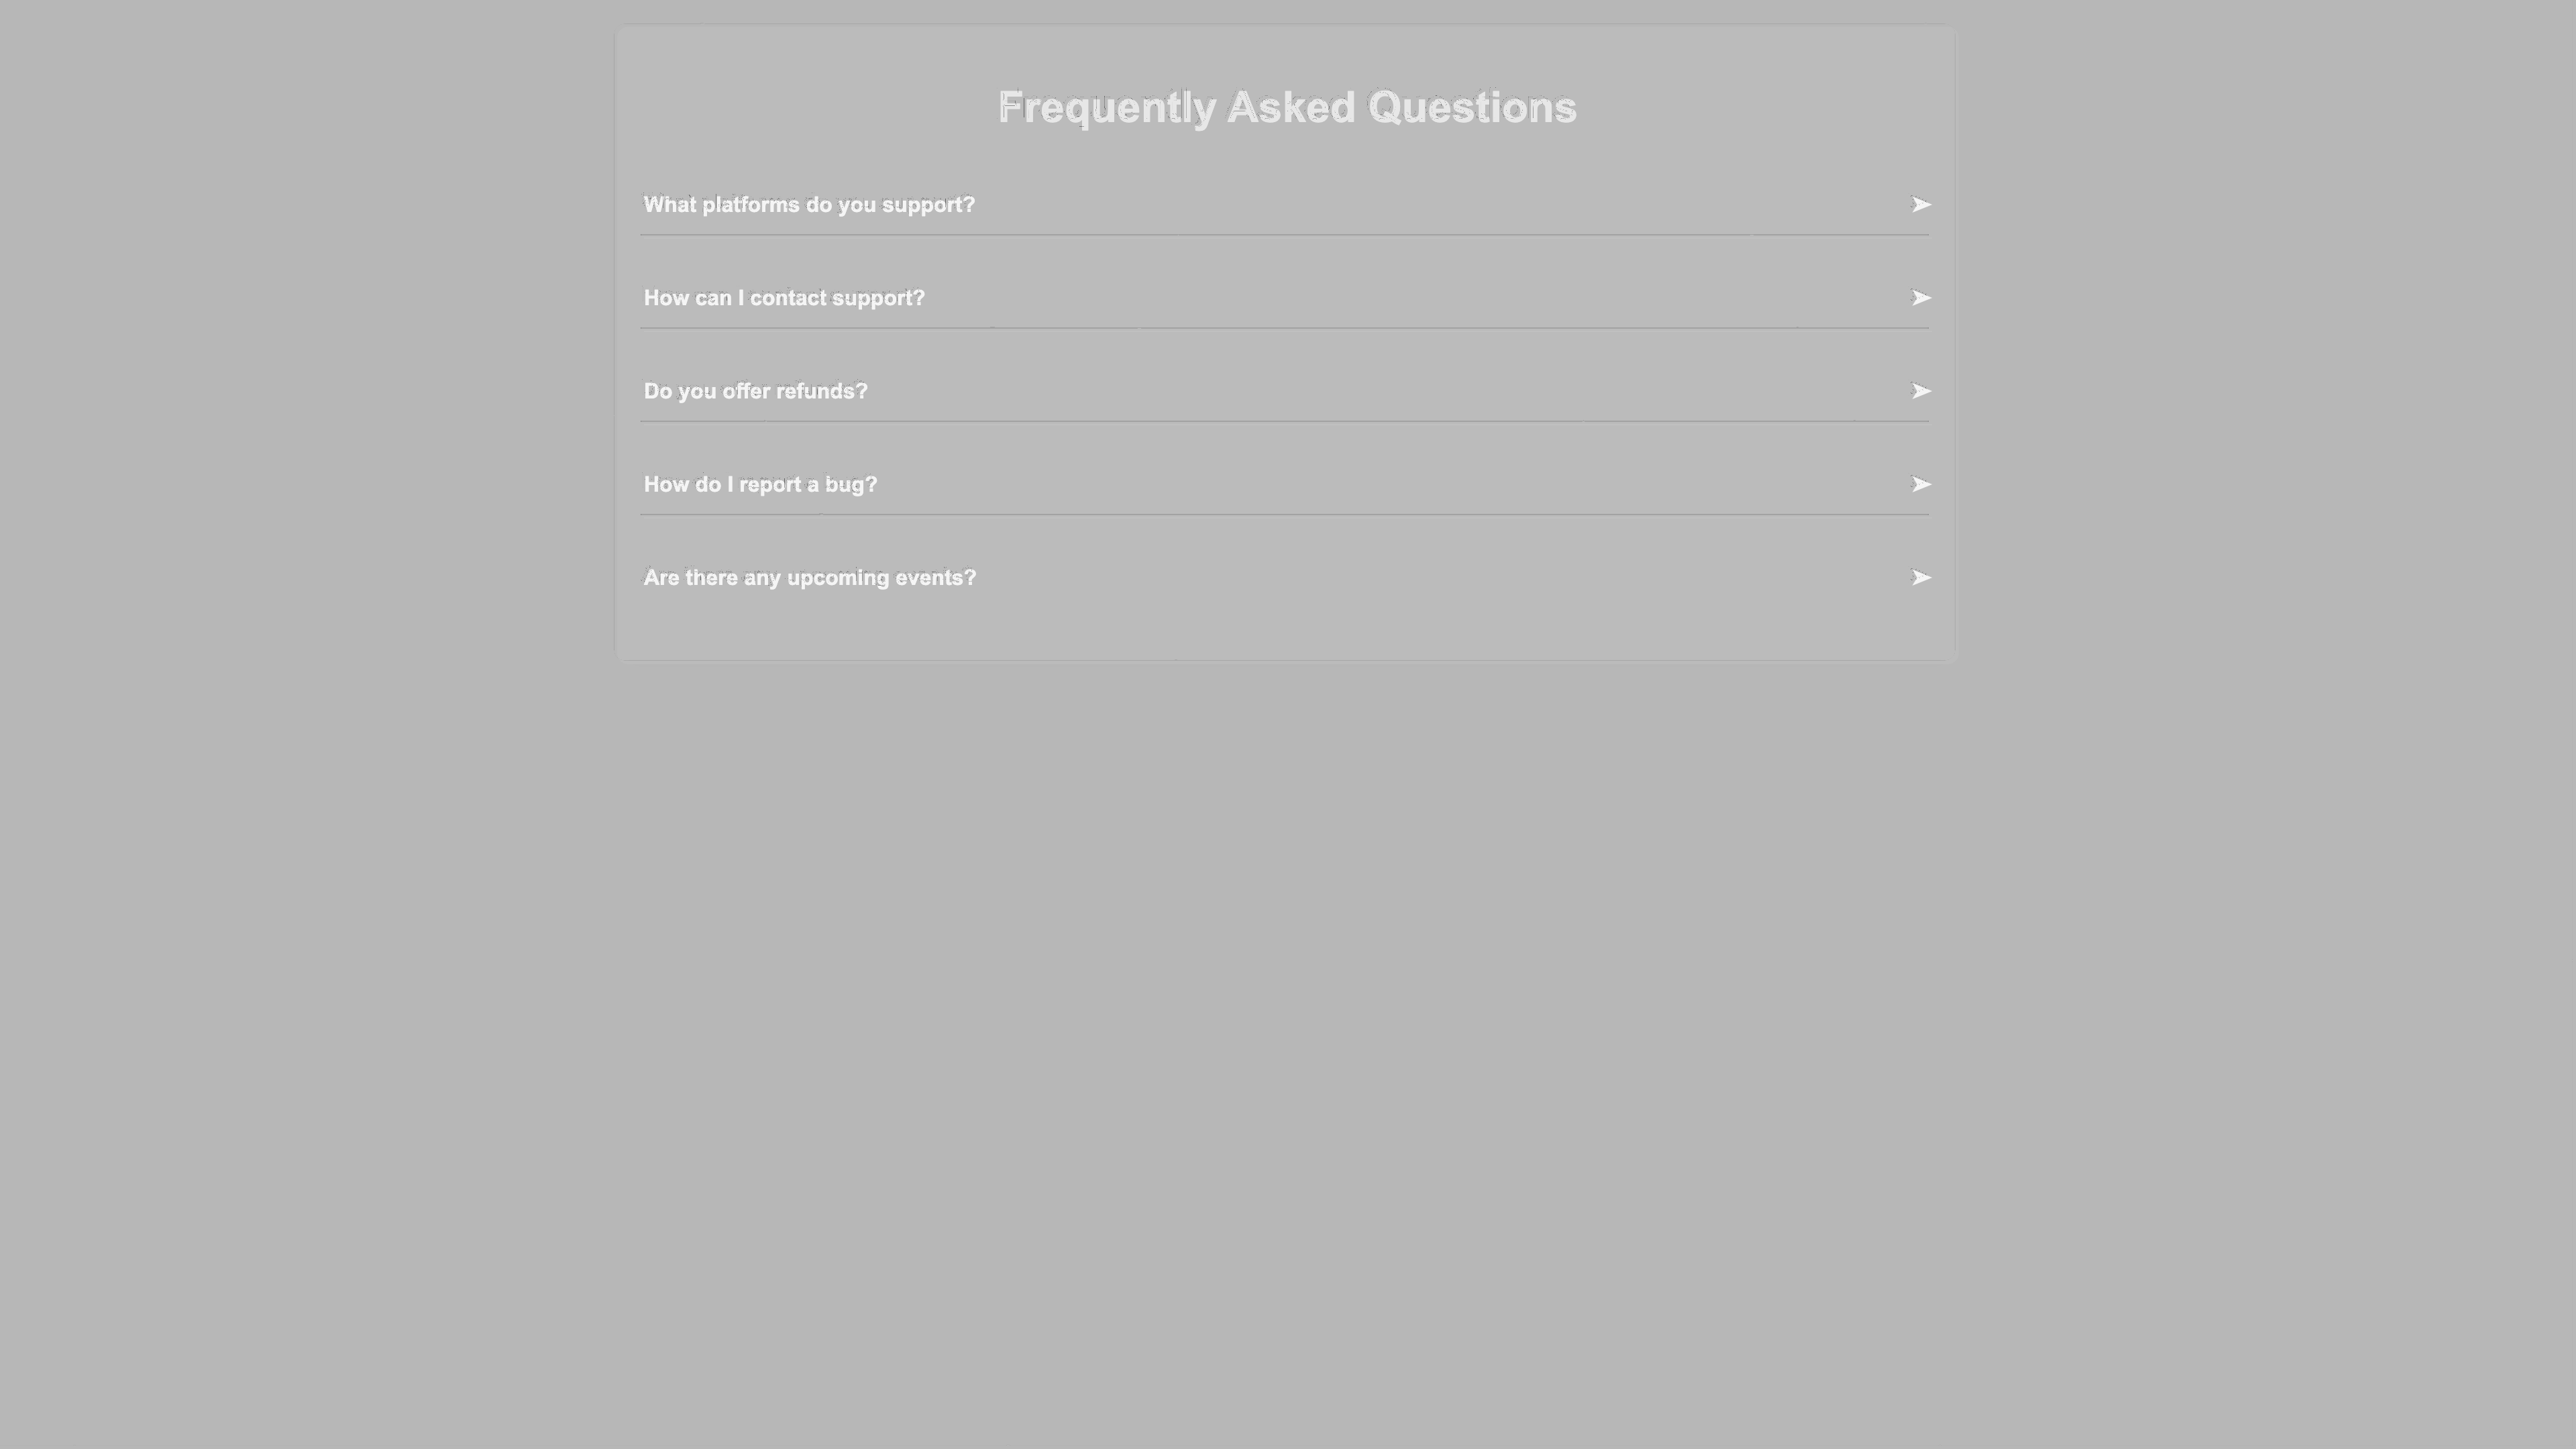 Frequently Asked Questions
What platforms do you support?
How can I contact support?
Do you offer refunds?
How do I report a bug?
Are there any upcoming events?